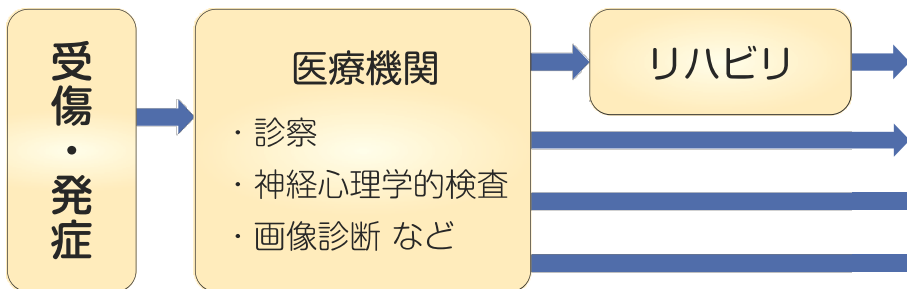 受傷・発症
医療機関
・診察
・神経心理学的検査
・画像診断 など
リハビリ